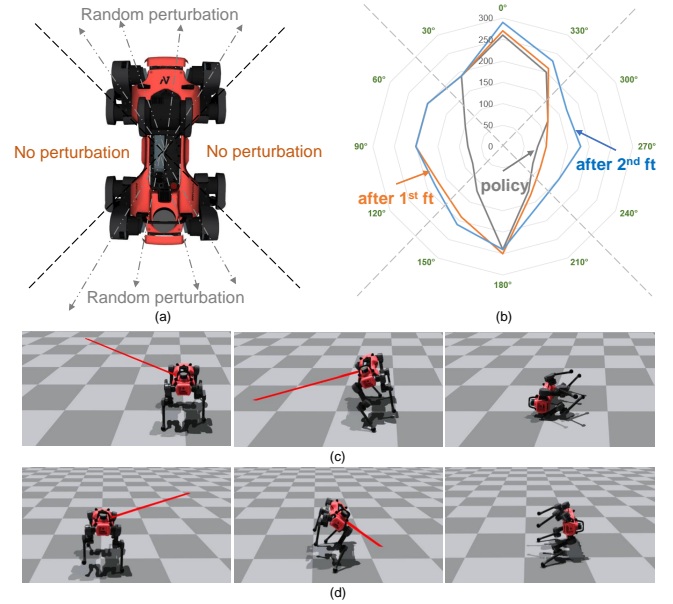 Random perturbation
No perturbation
No perturbation
Random perturbation
(a)
(b)
0°
30°
330°
60°
300°
90°
270°
120°
240°
150°
210°
180°
300
250
200
150
100
50
0
policy
after 1st ft
after 2nd ft
(c)
(d)